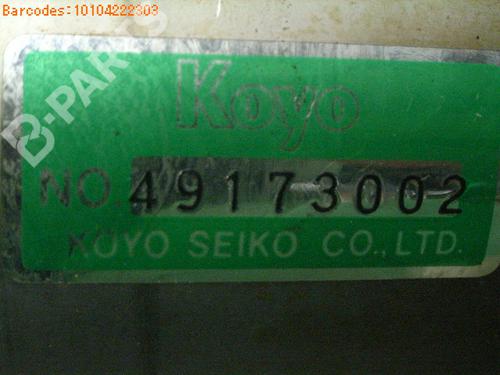 Barcodes:10104222303
B-PARTS
Koyo
NO.49173002
KOYO SEIKO CO.,LTD.